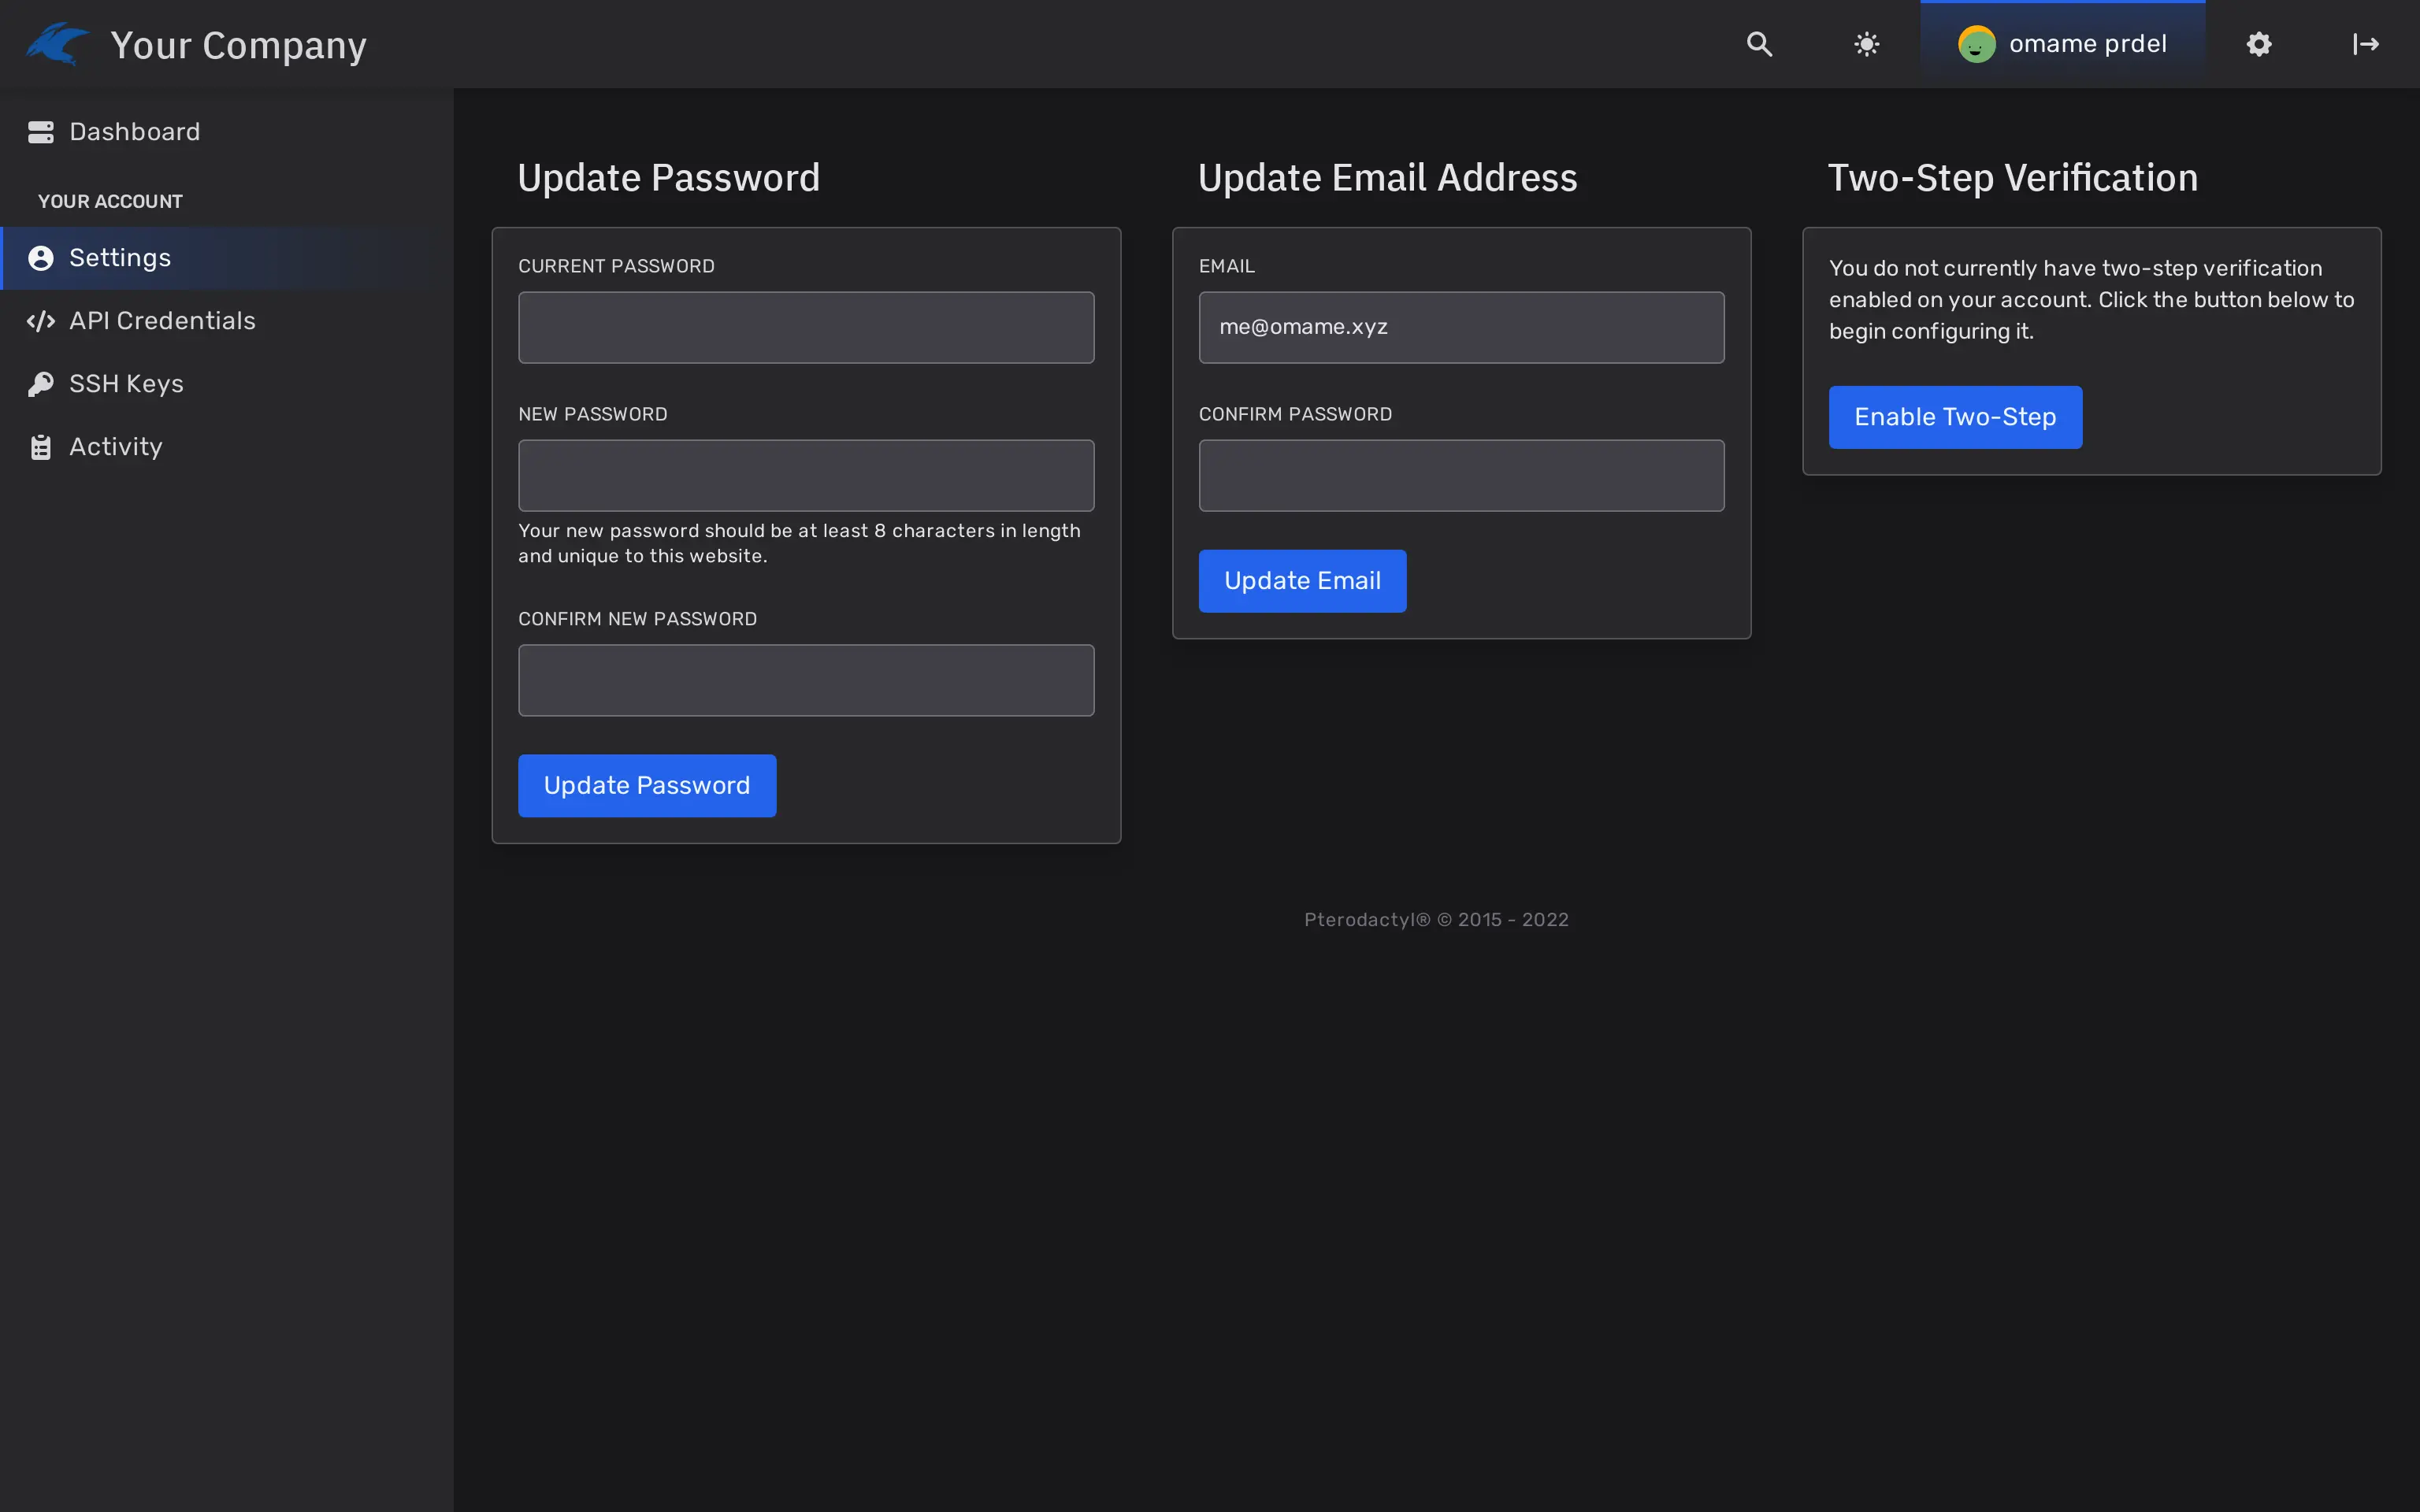 Your Company
omame prdel
Dashboard
YOUR ACCOUNT
Settings
API Credentials
SSH Keys
Activity
Update Password
CURRENT PASSWORD
NEW PASSWORD
Your new password should be at least 8 characters in length
and unique to this website.
CONFIRM NEW PASSWORD
Update Password
Update Email Address
EMAIL
me@omame.xyz
CONFIRM PASSWORD
Update Email
Two-Step Verification
You do not currently have two-step verification
enabled on your account. Click the button below to
begin configuring it.
Enable Two-Step
Pterodactyl® © 2015 - 2022